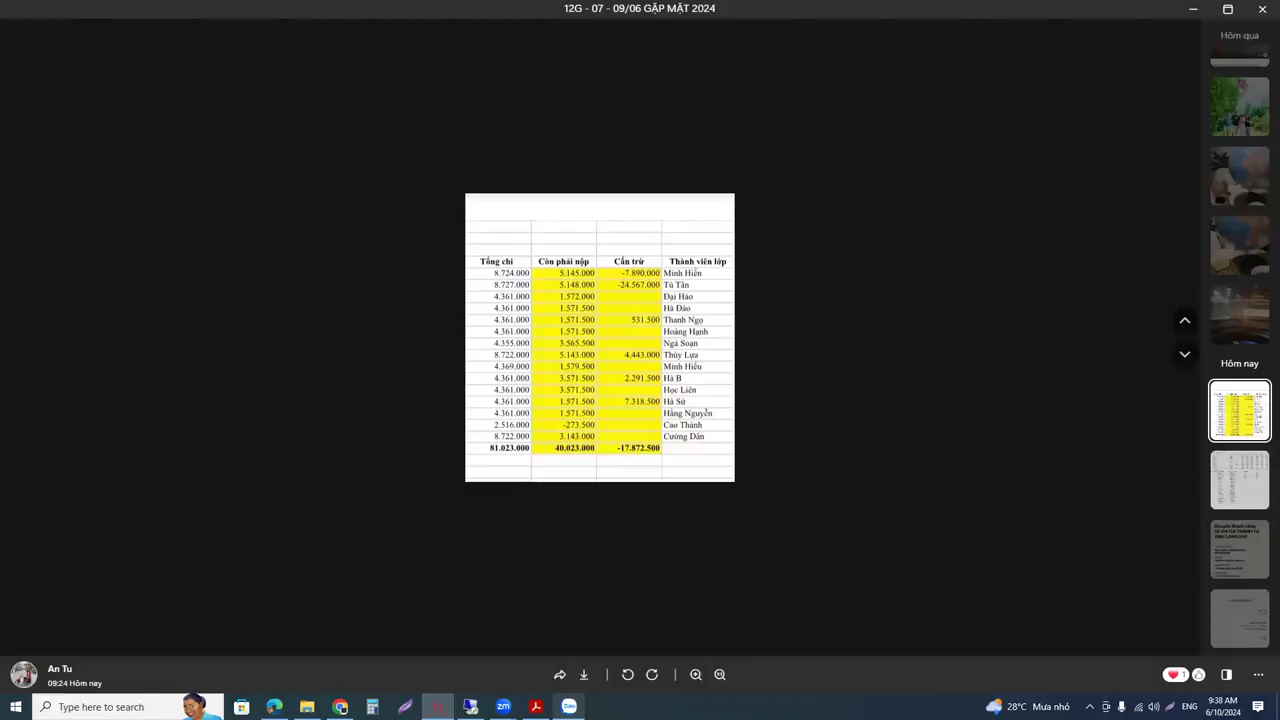 12G - 07 - 09/06 GẶP MẶT 2024
Hôm qua
Tổng chi Còn phải nộp Cấn trừ Thành viên lớp
8.724.000 5.145.000 -7.890.000 Minh Hiền
8.727.000 5.148.000 -24.567.000 Tú Tân
4.361.000 1.572.000 Đại Hảo
4.361.000 1.571.500 Hà Đào
4.361.000 1.571.500 531.500 Thanh Ngọ
4.361.000 1.571.500 Hoàng Hạnh
4.355.000 3.565.500 Ngà Soạn
8.722.000 5.143.000 4.443.000 Thúy Lựa
4.369.000 1.579.500 Minh Hiếu
4.361.000 3.571.500 2.291.500 Hà B
4.361.000 3.571.500 Học Liên
4.361.000 1.571.500 7.318.500 Hà Sử
4.361.000 1.571.500 Hằng Nguyễn
2.516.000 -273.500 Cao Thành
8.722.000 3.143.000 Cường Dân
81.023.000 40.023.000 -17.872.500
Hôm nay
An Tu
09:24 Hôm nay
1
Type here to search
zm
Zalo
28°C Mưa nhỏ
ENG
9:38 AM
6/10/2024